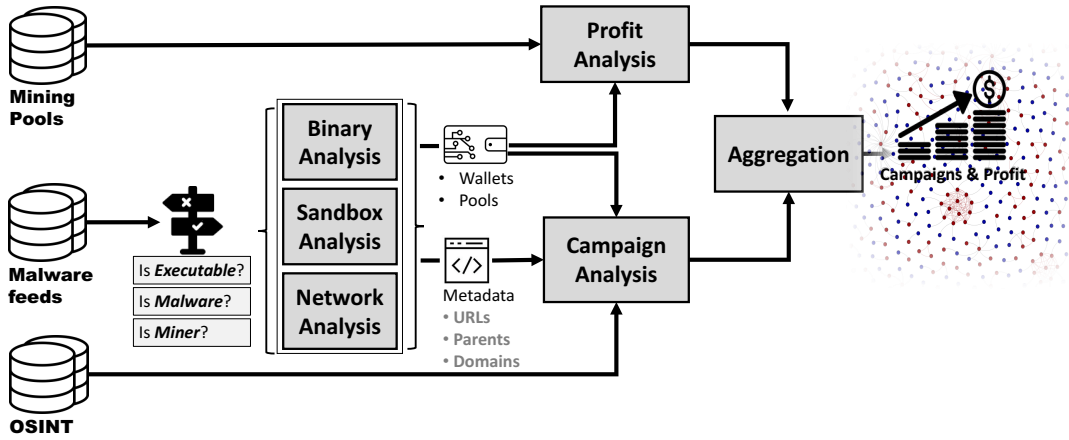 Mining
Pools
Malware
feeds
OSINT
Is Executable?
Is Malware?
Is Miner?
Binary
Analysis
Sandbox
Analysis
Network
Analysis
• Wallets
• Pools
</>
Metadata
• URLs
• Parents
• Domains
Profit
Analysis
Campaign
Analysis
Aggregation
$
Campaigns & Profit